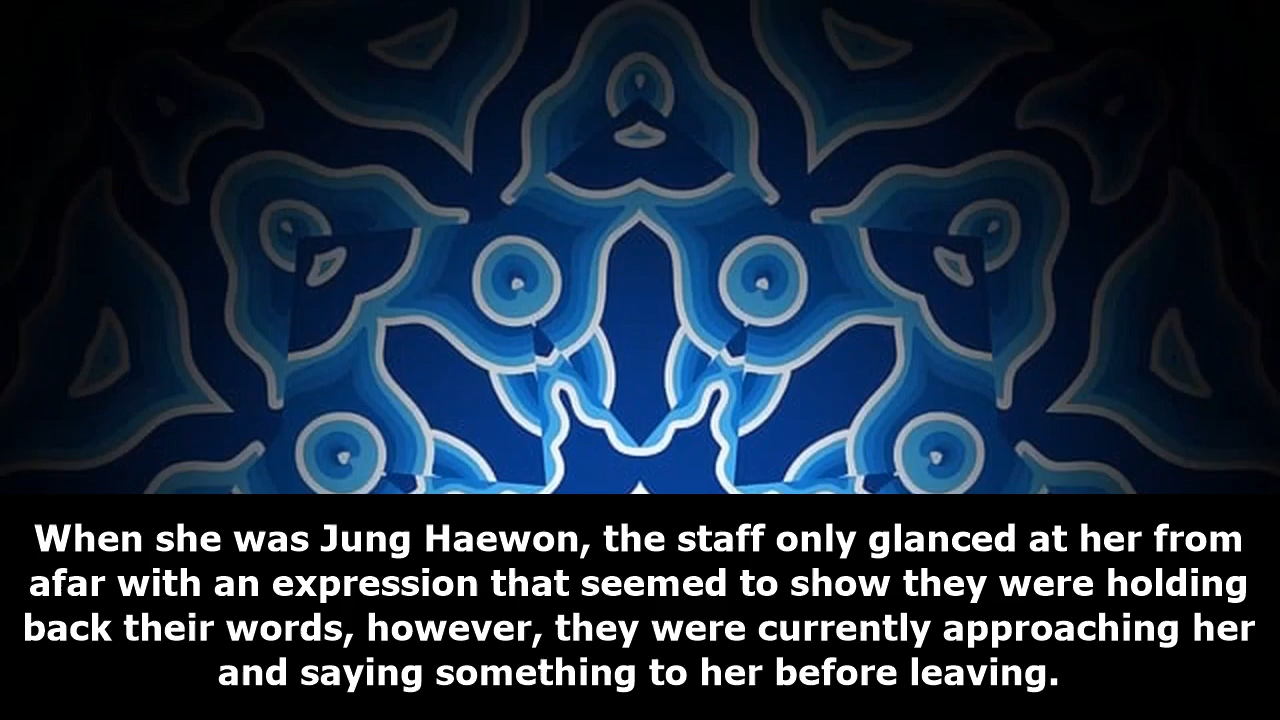 When she was Jung Haewon, the staff only glanced at her from
afar with an expression that seemed to show they were holding
back their words, however, they were currently approaching her
and saying something to her before leaving.